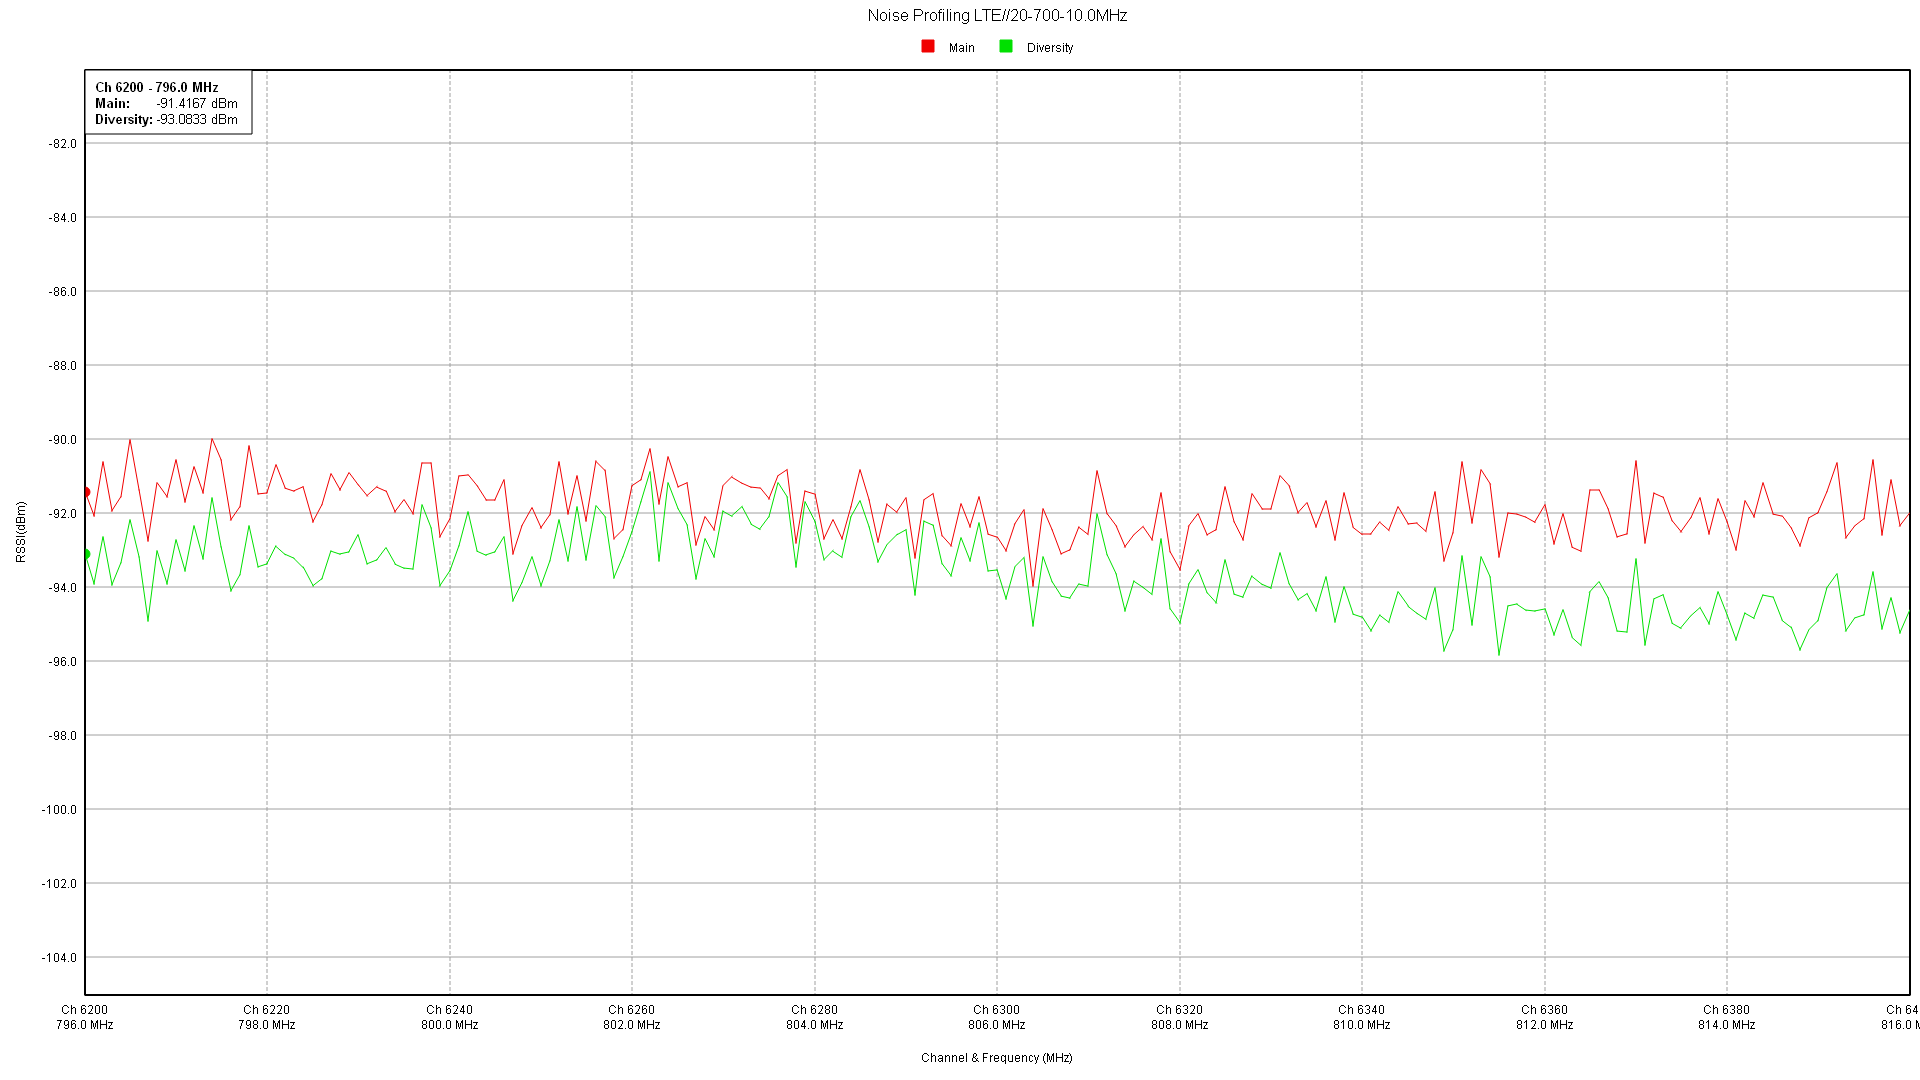 Noise Profiling LTE//20-700-10.0MHz
Main Diversity
Ch 6200 - 796.0 MHz
Main: -91.4167 dBm
Diversity: -93.0833 dBm
-82.0
-84.0
-86.0
-88.0
-90.0
-92.0
-94.0
-96.0
-98.0
-100.0
-102.0
-104.0
RSSI(dBm)
Ch 6200 Ch 6220 Ch 6240 Ch 6260 Ch 6280 Ch 6300 Ch 6320 Ch 6340 Ch 6360 Ch 6380 Ch 64
796.0 MHz 798.0 MHz 800.0 MHz 802.0 MHz 804.0 MHz 806.0 MHz 808.0 MHz 810.0 MHz 812.0 MHz 814.0 MHz 816.0
Channel & Frequency (MHz)